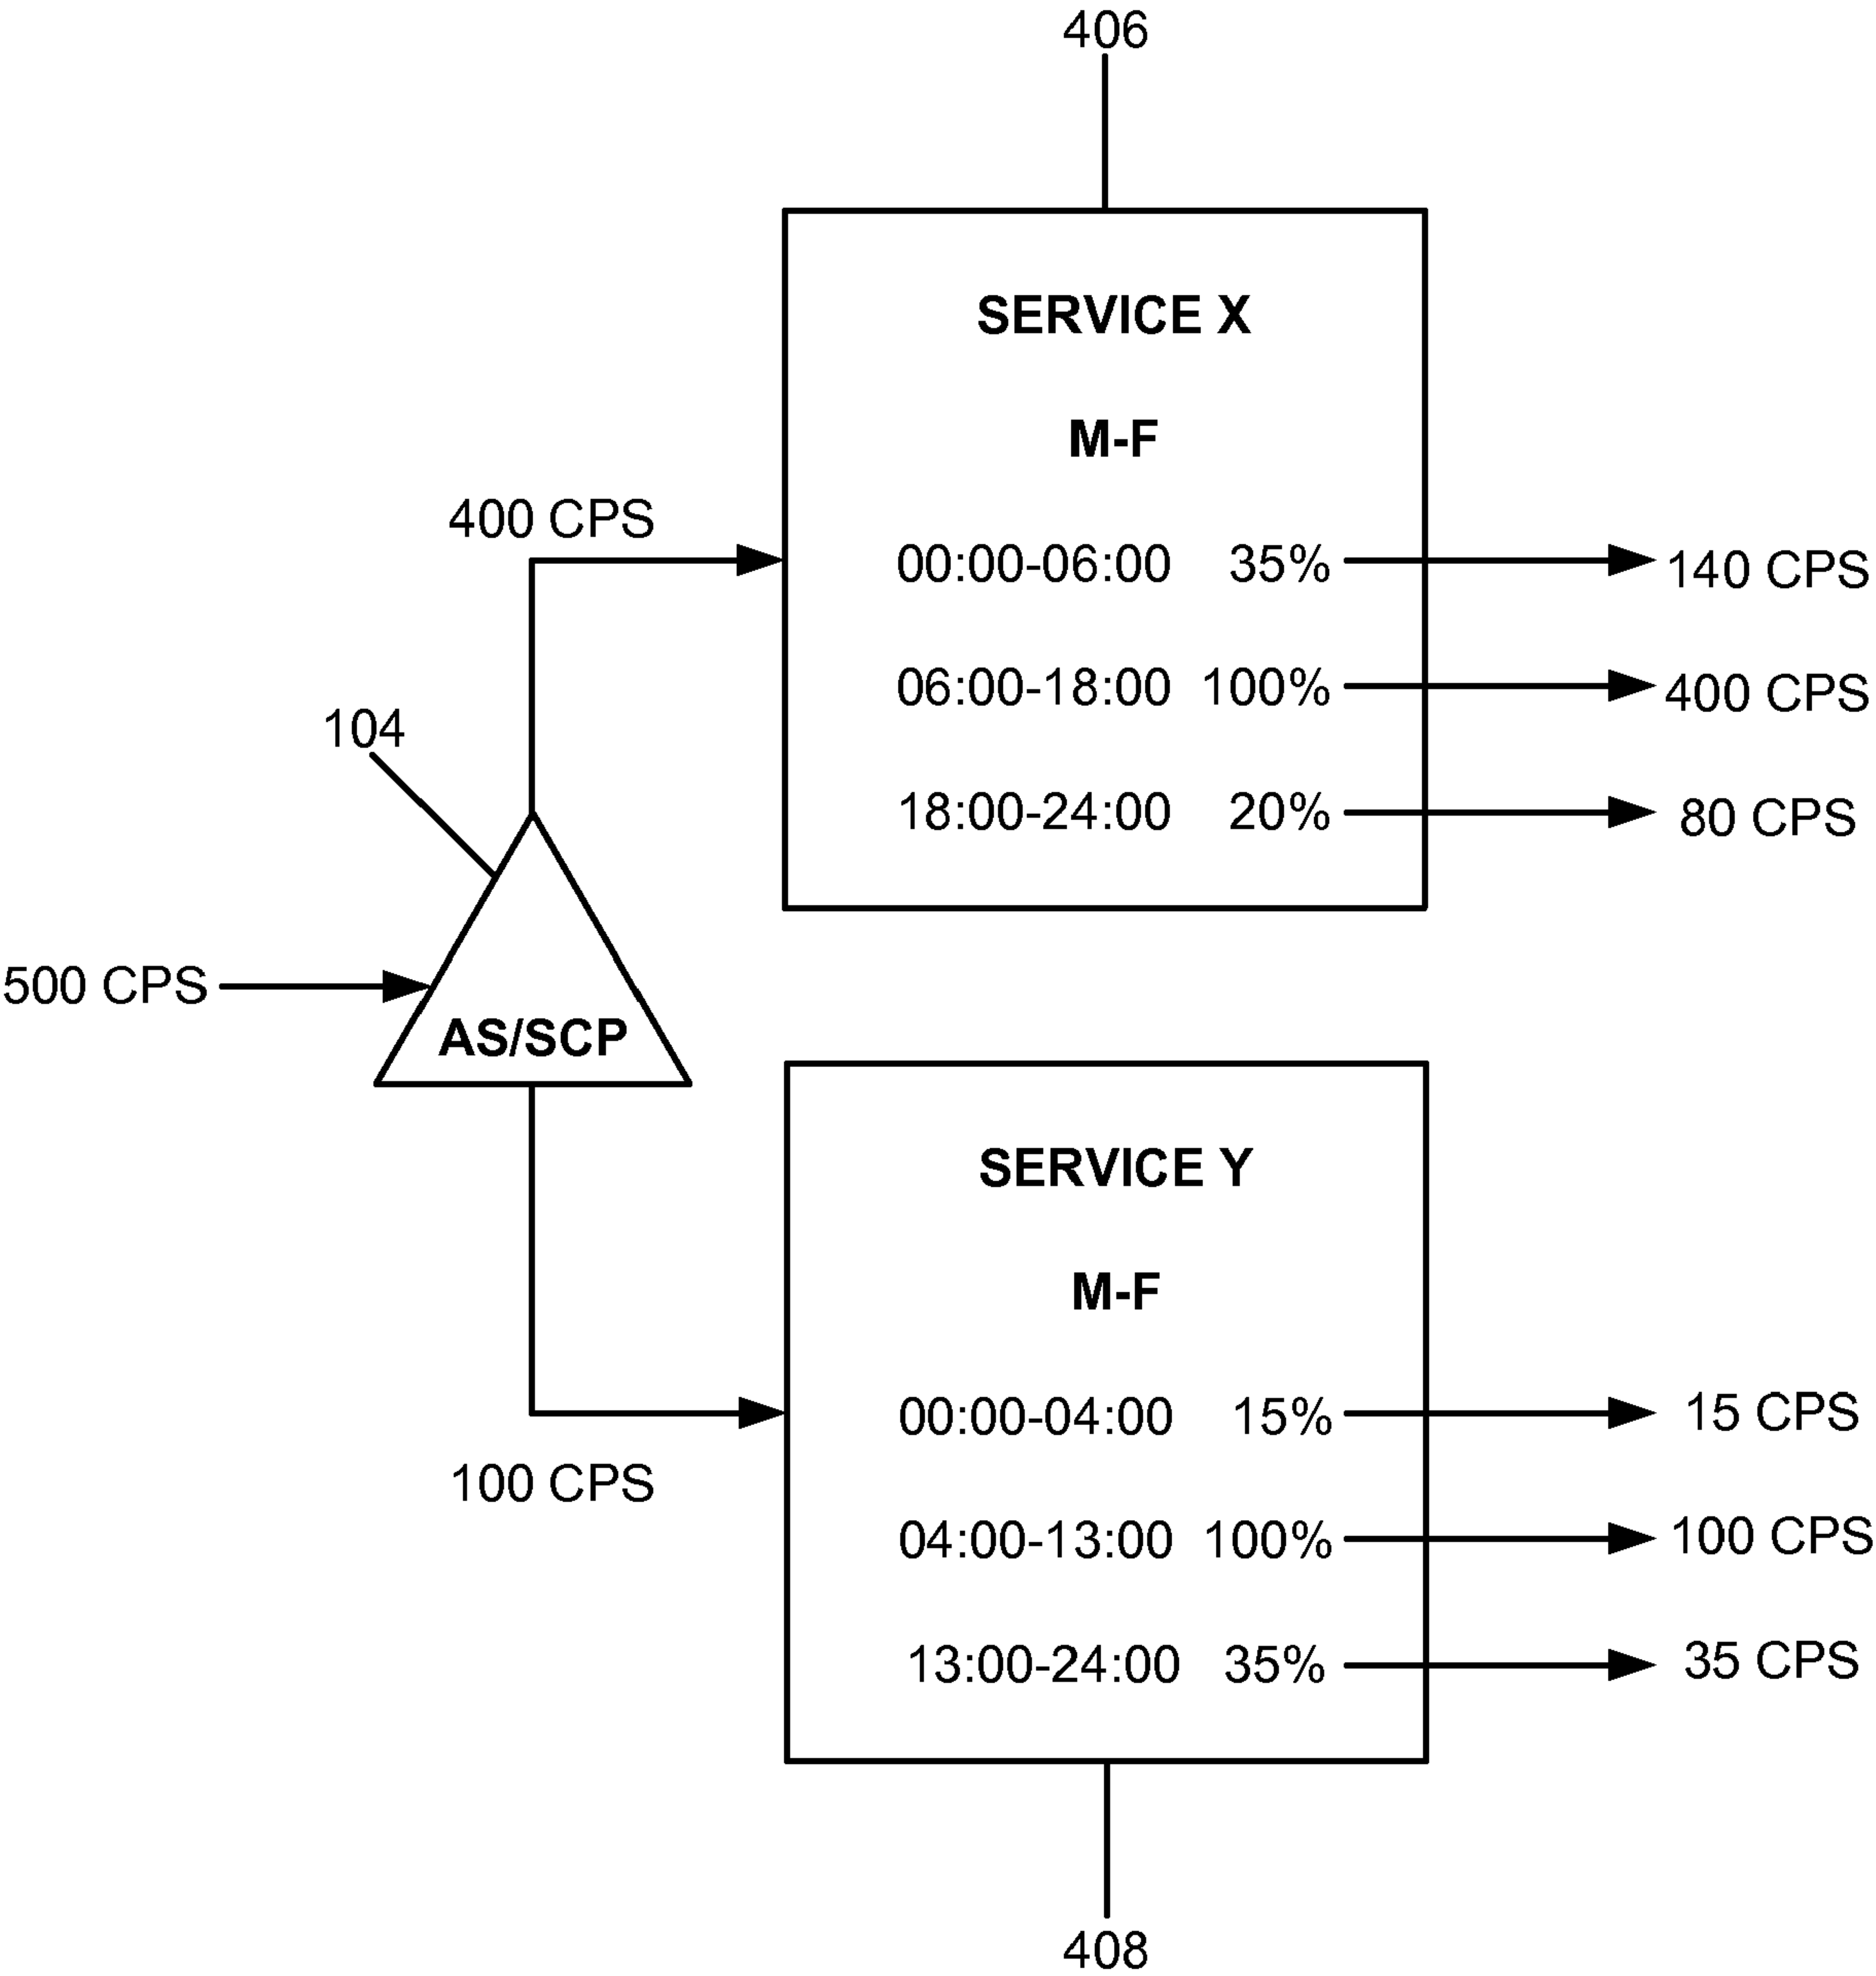 406
SERVICE X
M-F
400 CPS
00:00-06:00 35%
140 CPS
06:00-18:00 100%
400 CPS
104
18:00-24:00 20%
80 CPS
500 CPS
AS/SCP
SERVICE Y
M-F
00:00-04:00 15%
15 CPS
100 CPS
04:00-13:00 100%
100 CPS
13:00-24:00 35%
35 CPS
408